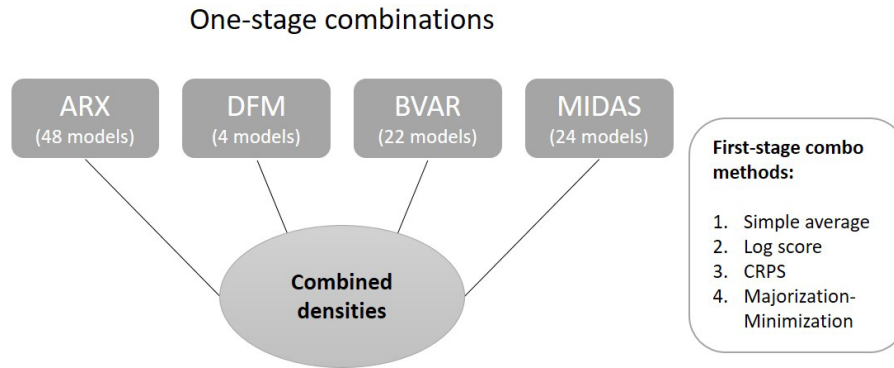 One-stage combinations
ARX
(48 models)
DFM
(4 models)
BVAR
(22 models)
MIDAS
(24 models)
First-stage combo
methods:
1. Simple average
2. Log score
3. CRPS
4. Majorization-
Minimization
Combined
densities